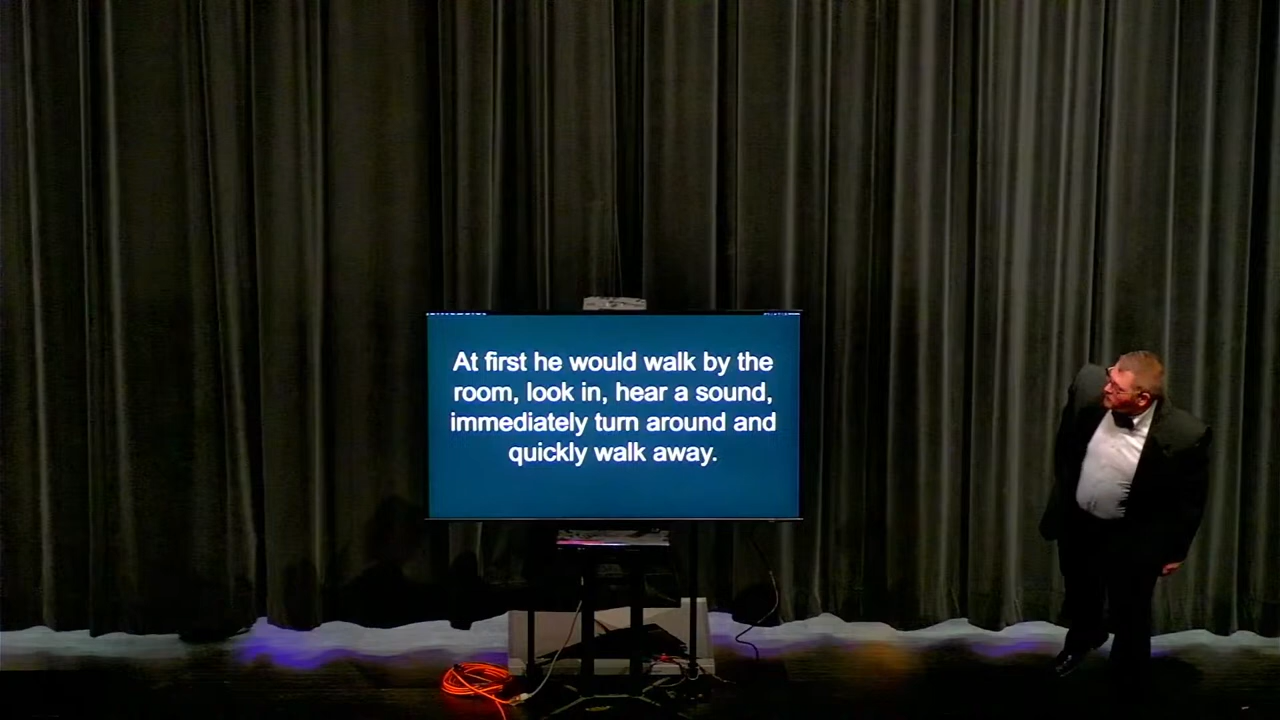 At first he would walk by the
room, look in, hear a sound,
immediately turn around and
quickly walk away.